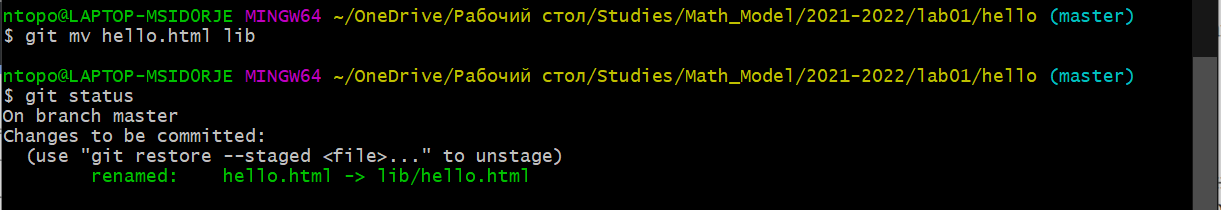 ntopo@LAPTOP-MSIDORJE MINGW64 ~/OneDrive/Рабочий стол/Studies/Math_Model/2021-2022/lab01/hello (master)
$ git mv hello.html lib
ntopo@LAPTOP-MSIDORJE MINGW64 ~/OneDrive/Рабочий стол/Studies/Math_Model/2021-2022/lab01/hello (master)
$ git status
On branch master
Changes to be committed:
  (use "git restore --staged <file>..." to unstage)
        renamed:    hello.html -> lib/hello.html